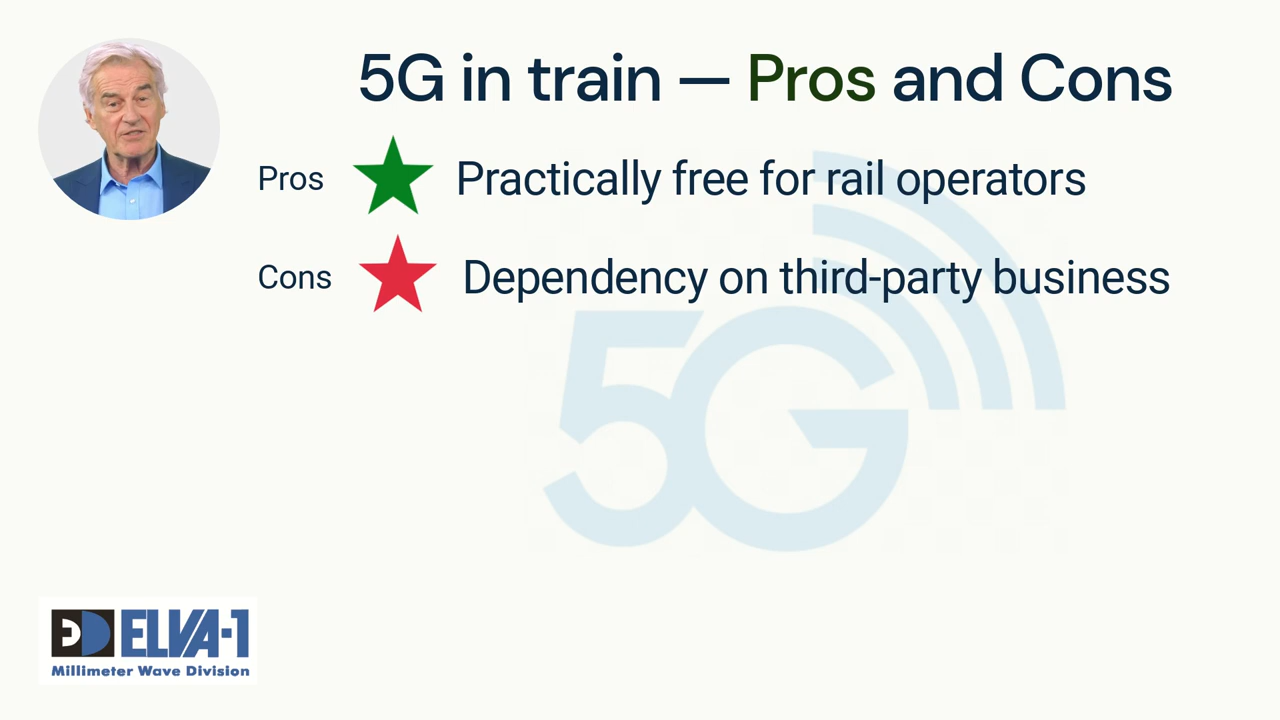 5G in train — Pros and Cons
Pros Practically free for rail operators
Cons Dependency on third-party business
5G
ELVA-1
Millimeter Wave Division